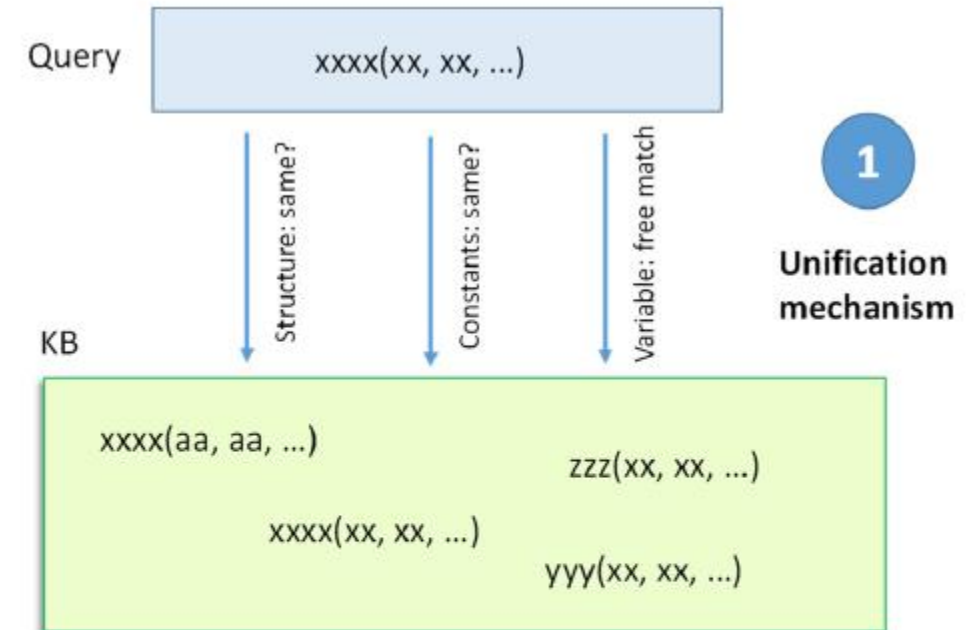 Query
xxxx(xx, xx, ...)
Structure: same?
Constants: same?
Variable: free match
1
Unification
mechanism
KB
xxxx(aa, aa, ...)
zzz(xx, xx, ...)
xxxx(xx, xx, ...)
yyy(xx, xx, ...)